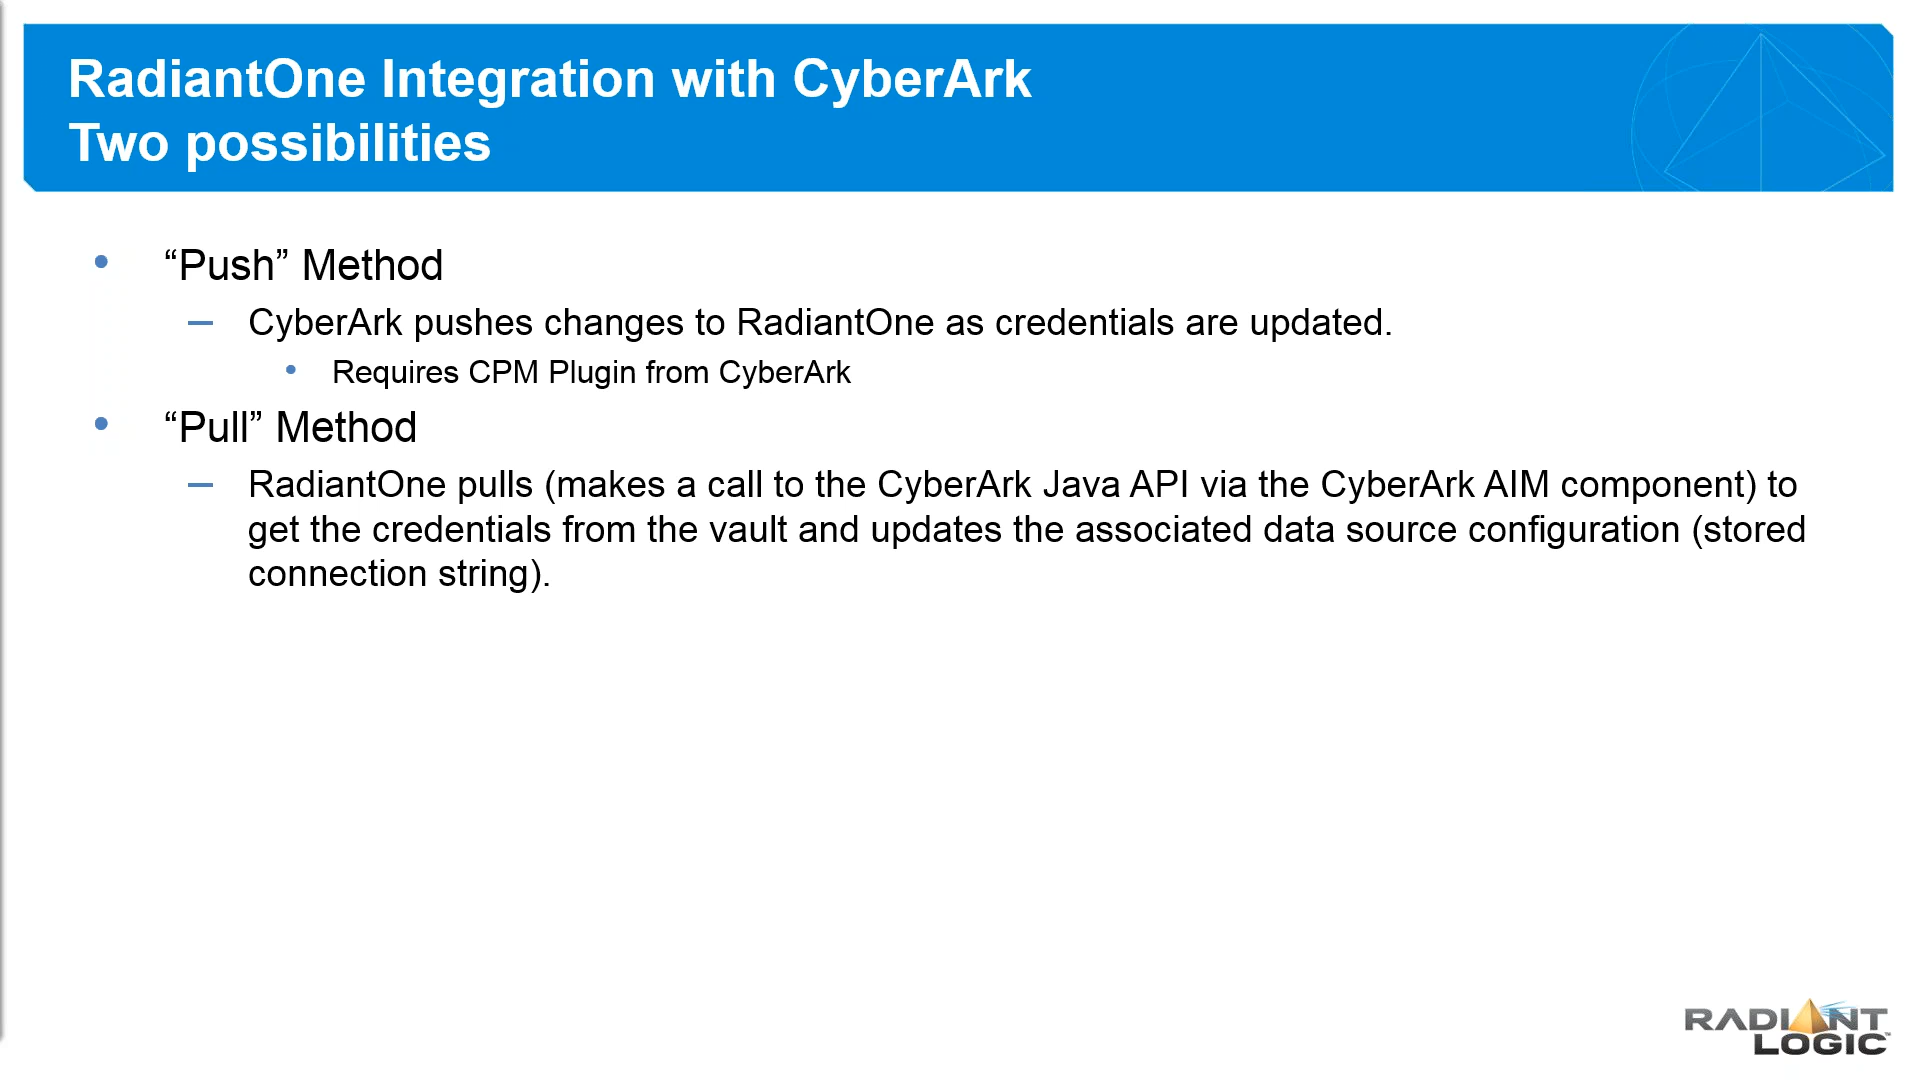 RadiantOne Integration with CyberArk
Two possibilities
• “Push” Method
– CyberArk pushes changes to RadiantOne as credentials are updated.
• Requires CPM Plugin from CyberArk
• “Pull” Method
– RadiantOne pulls (makes a call to the CyberArk Java API via the CyberArk AIM component) to
get the credentials from the vault and updates the associated data source configuration (stored
connection string).
RADIANT
LOGIC™